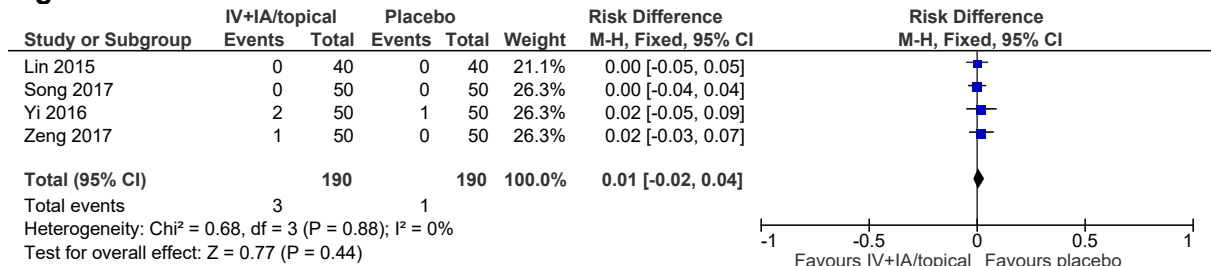 IV+IA/topical Placebo Risk Difference Risk Difference
Study or Subgroup Events Total Events Total Weight M-H, Fixed, 95% CI M-H, Fixed, 95% CI
Lin 2015 0 40 0 40 21.1% 0.00 [-0.05, 0.05]
Song 2017 0 50 0 50 26.3% 0.00 [-0.04, 0.04]
Yi 2016 2 50 1 50 26.3% 0.02 [-0.05, 0.09]
Zeng 2017 1 50 0 50 26.3% 0.02 [-0.03, 0.07]
Total (95% CI) 190 190 100.0% 0.01 [-0.02, 0.04]
Total events 3 1
Heterogeneity: Chi² = 0.68, df = 3 (P = 0.88); I² = 0%
Test for overall effect: Z = 0.77 (P = 0.44)
-1 -0.5 0 0.5 1
Favours IV+IA/topical Favours placebo